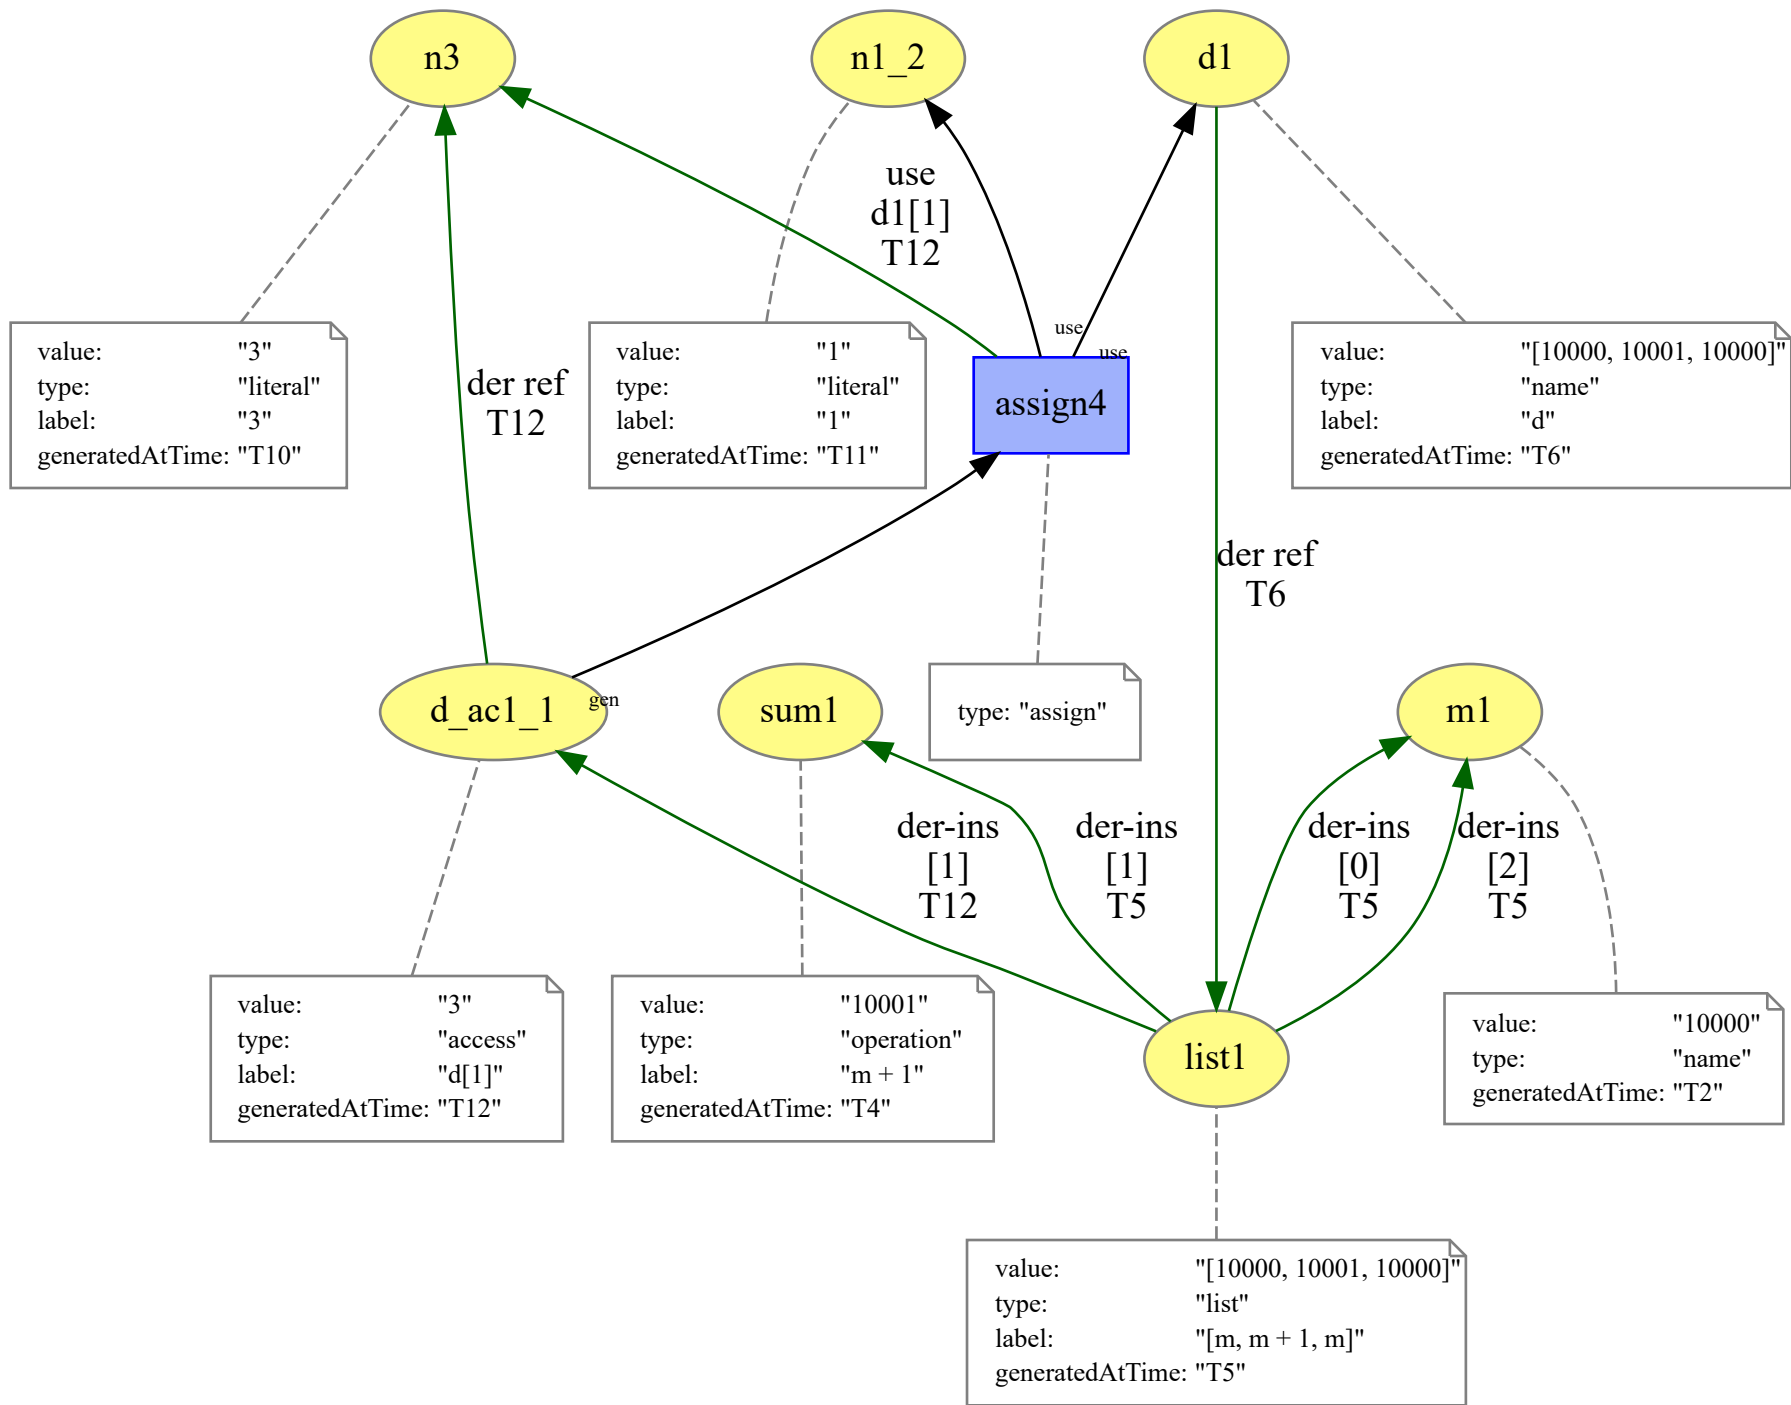 n3
n1_2
d1
use
d1[1]
T12
value: "3"
type: "literal"
label: "3"
generatedAtTime: "T10"
der ref
T12
value: "1"
type: "literal"
label: "1"
generatedAtTime: "T11"
use
use
assign4
value: "[10000, 10001, 10000]"
type: "name"
label: "d"
generatedAtTime: "T6"
der ref
T6
d_ac1_1
gen
sum1
type: "assign"
m1
der-ins
[1]
T12
der-ins
[1]
T5
der-ins
[0]
T5
der-ins
[2]
T5
value: "3"
type: "access"
label: "d[1]"
generatedAtTime: "T12"
value: "10001"
type: "operation"
label: "m + 1"
generatedAtTime: "T4"
list1
value: "10000"
type: "name"
generatedAtTime: "T2"
value: "[10000, 10001, 10000]"
type: "list"
label: "[m, m + 1, m]"
generatedAtTime: "T5"